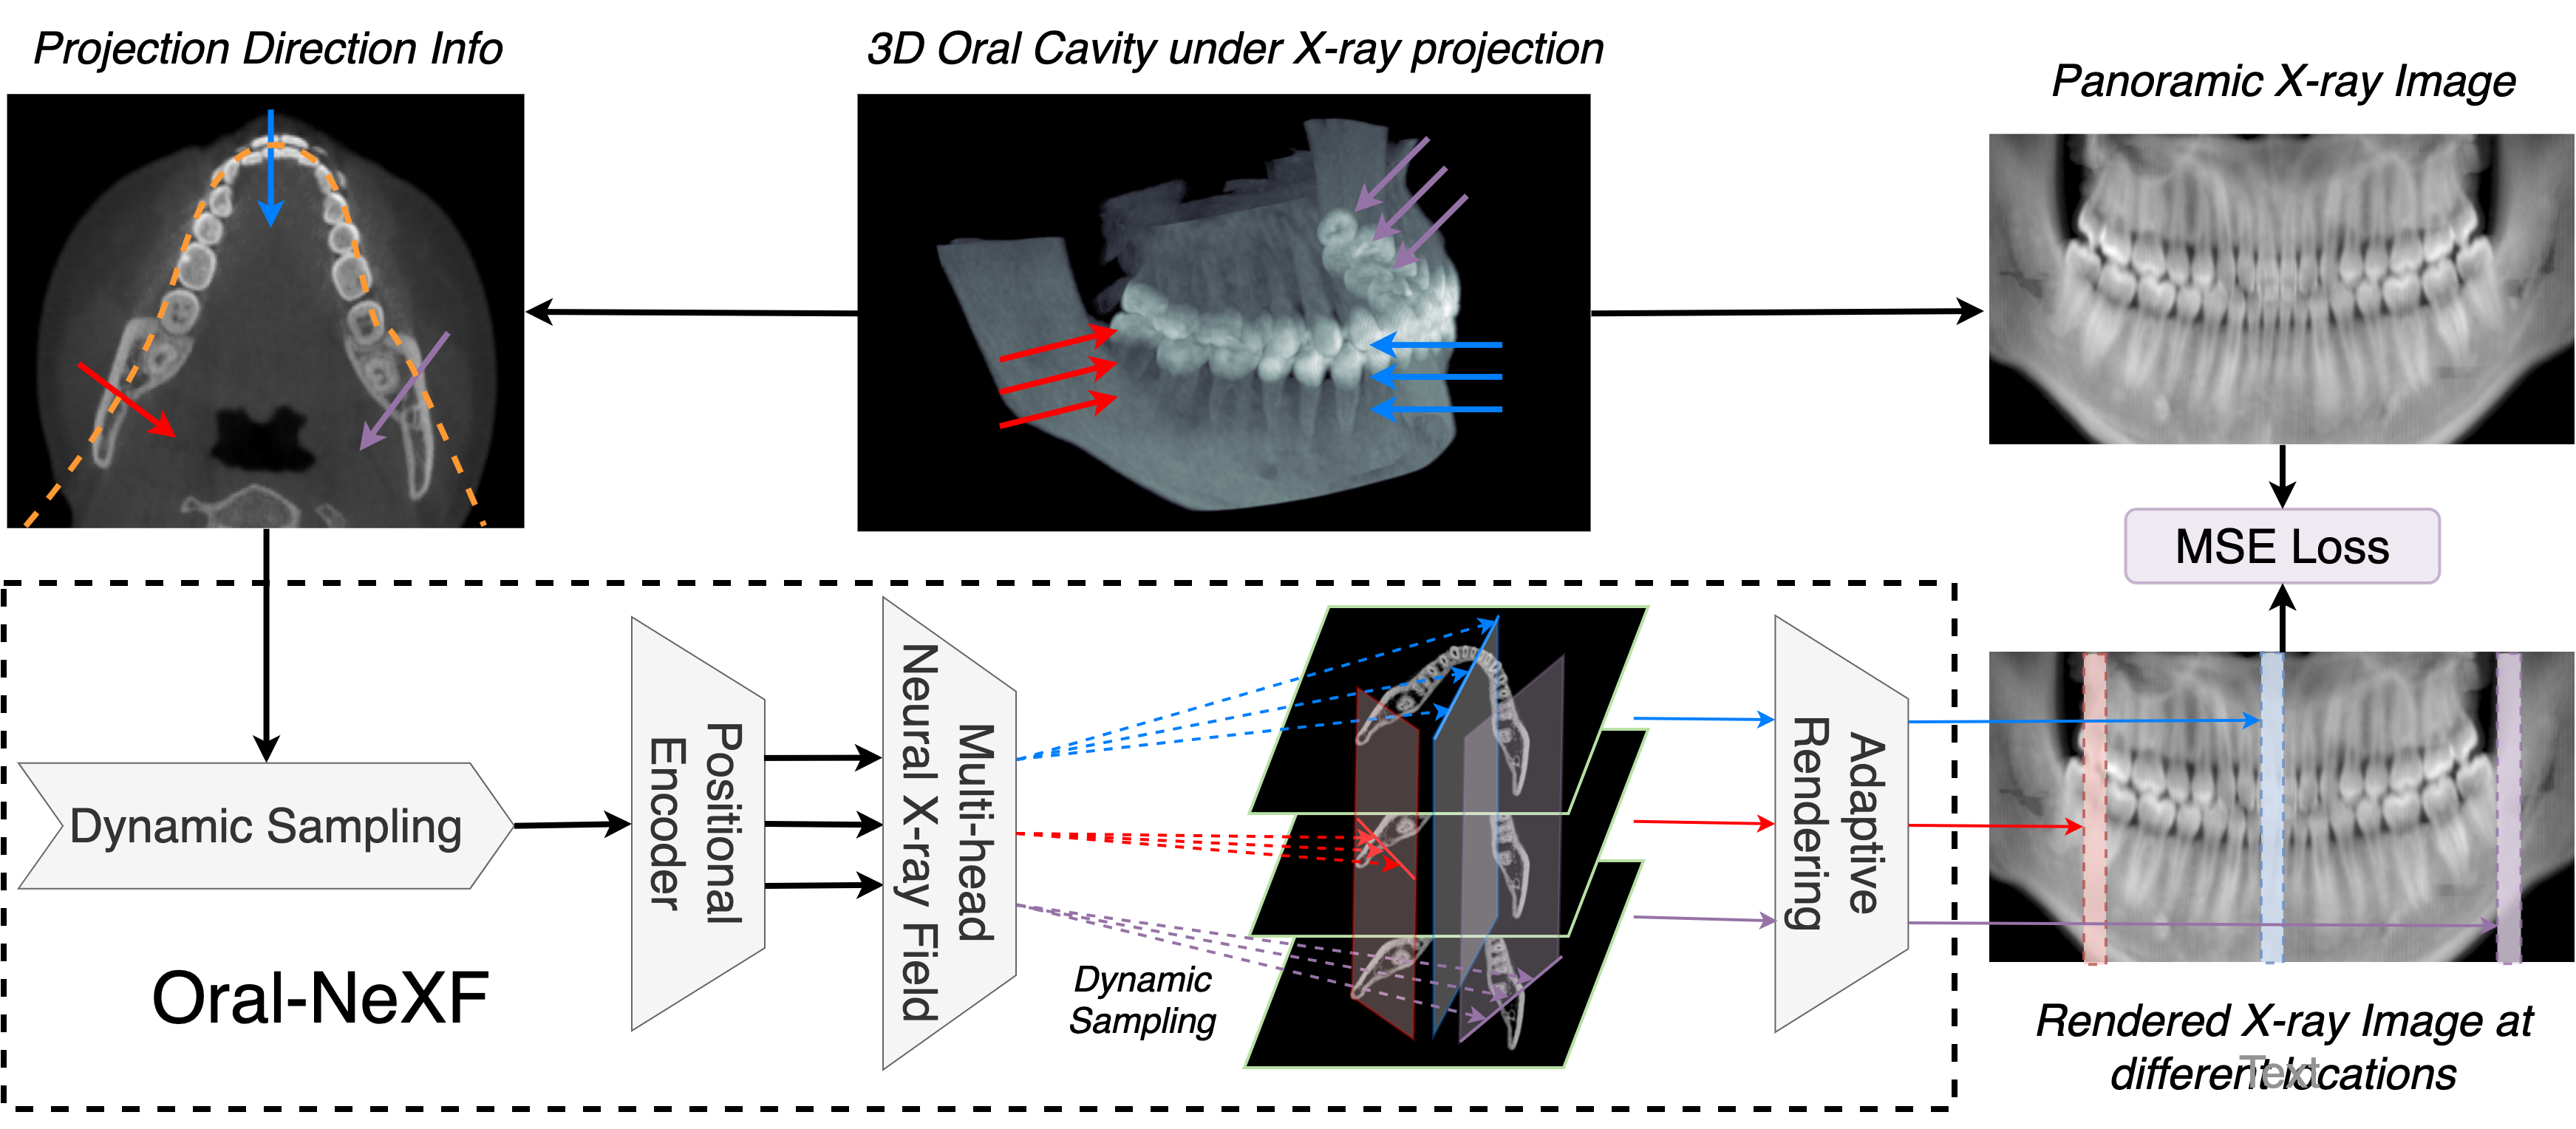 Projection Direction Info
3D Oral Cavity under X-ray projection
Panoramic X-ray Image
MSE Loss
Dynamic Sampling
Positional
Encoder
Multi-head
Neural X-ray Field
Dynamic
Sampling
Adaptive
Rendering
Oral-NeXF
Rendered X-ray Image at
different locations
Text